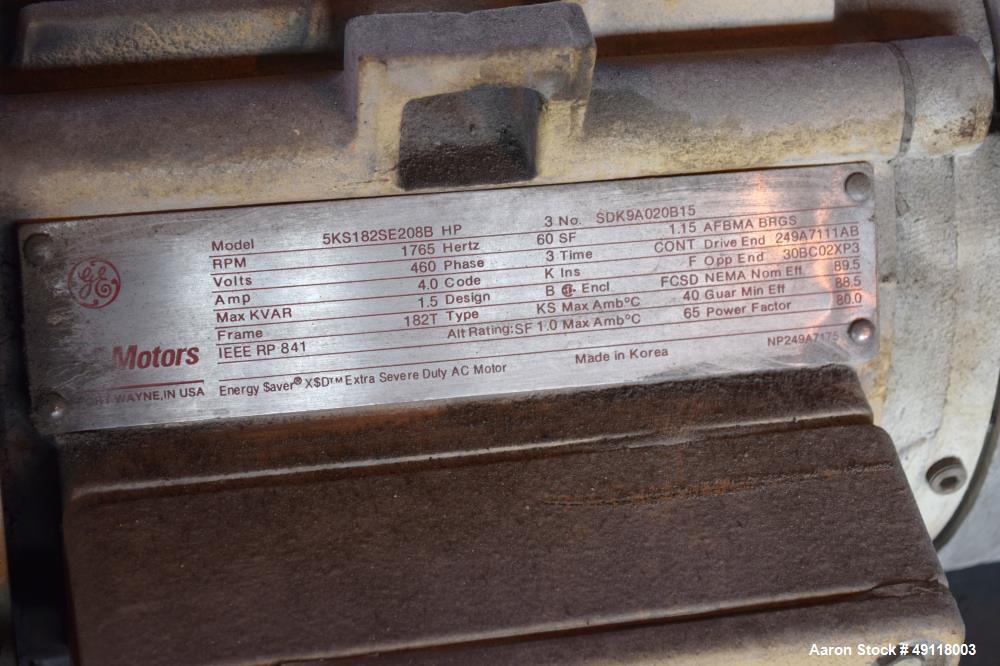 Model 5KS182SE208B HP 3 No. SDK9A020B15
RPM 1765 Hertz 60 SF 1.15 AFBMA BRGS
Volts 460 Phase 3 Time CONT Drive End 249A7111AB
Amp 4.0 Code K Ins F Opp End 30BC02XP3
Max KVAR 1.5 Design B Encl FCSD NEMA Nom Eff 89.5
Frame 182T Type KS Max Amb°C 40 Guar Min Eff 88.5
IEEE RP 841 Alt Rating: SF 1.0 Max Amb°C 65 Power Factor 80.0
GE
Motors
WAYNE, IN USA
Energy $aver® X$D™ Extra Severe Duty AC Motor Made in Korea NP249A7175
Aaron Stock # 49118003